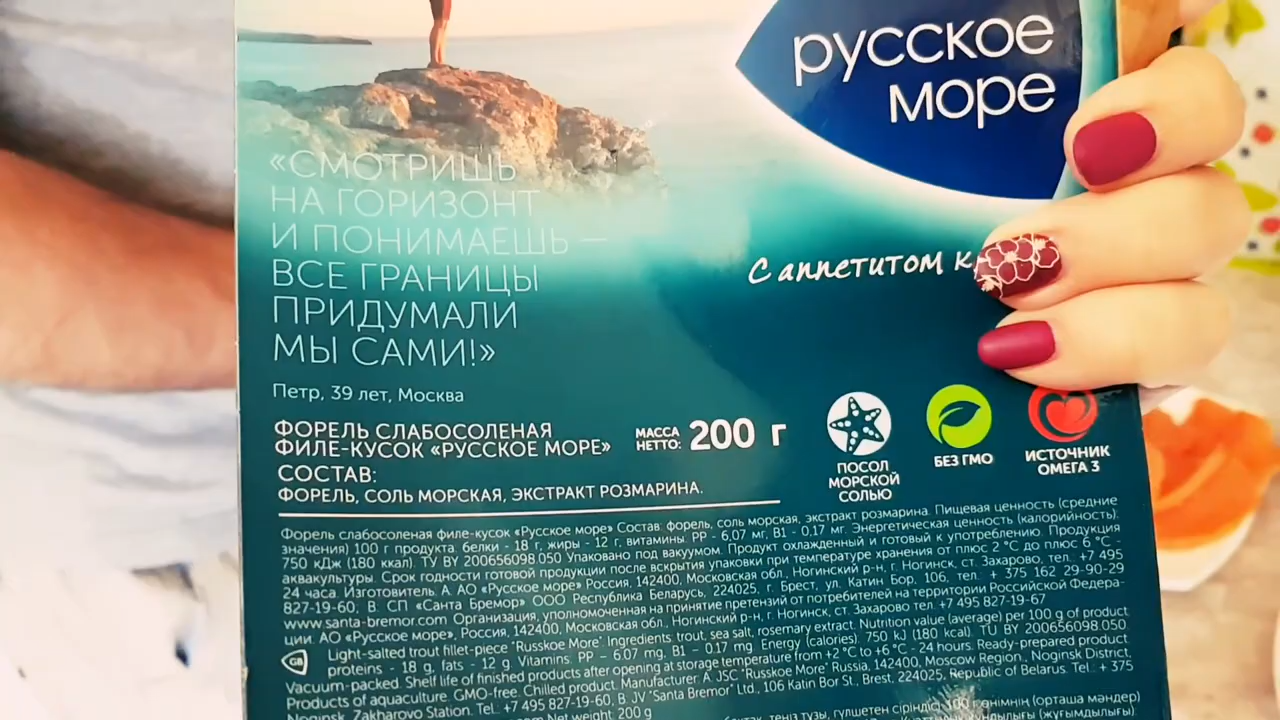 русское
море
«СМОТРИШЬ
НА ГОРИЗОНТ
И ПОНИМАЕШЬ –
ВСЕ ГРАНИЦЫ
ПРИДУМАЛИ
МЫ САМИ!»
С аппетитом к
Петр, 39 лет, Москва
ФОРЕЛЬ СЛАБОСОЛЕНАЯ
ФИЛЕ-КУСОК «РУССКОЕ МОРЕ»
МАССА
НЕТТО: 200 г
СОСТАВ:
ФОРЕЛЬ, СОЛЬ МОРСКАЯ, ЭКСТРАКТ РОЗМАРИНА.
ПОСОЛ
МОРСКОЙ
СОЛЬЮ
БЕЗ ГМО
ИСТОЧНИК
ОМЕГА 3
Форель слабосоленая филе-кусок «Русское море» Состав: форель, соль морская, экстракт розмарина. Пищевая ценность (средние
значения) 100 г продукта: белки - 18 г, жиры - 12 г, витамины: РР - 6,07 мг, В1 - 0,17 мг. Энергетическая ценность (калорийность):
750 кДж (180 ккал). ТУ BY 200656098.050 Упаковано под вакуумом. Продукт охлажденный и готовый к употреблению. Продукция
аквакультуры. Срок годности готовой продукции после вскрытия упаковки при температуре хранения от плюс 2 °С до плюс 6 °С -
24 часа. Изготовитель: А. АО «Русское море» Россия, 142400, Московская обл., Ногинский р-н, г. Ногинск, ст. Захарово, тел. +7 495
827-19-60; В. СП «Санта Бремор» ООО Республика Беларусь, 224025, г. Брест, ул. Катин Бор, 106, тел. + 375 162 29-90-29
www.santa-bremor.com Организация, уполномоченная на принятие претензий от потребителей на территории Российской Федера-
ции: АО «Русское море», Россия, 142400, Московская обл., Ногинский р-н, г. Ногинск, ст. Захарово тел. +7 495 827-19-67
GB Light-salted trout fillet-piece "Russkoe More" Ingredients: trout, sea salt, rosemary extract. Nutrition value (average) per 100 g of product:
proteins - 18 g, fats - 12 g. Vitamins: PP – 6.07 mg, B1 – 0.17 mg. Energy (calories): 750 kJ (180 kcal). TU BY 200656098.050.
Vacuum-packed. Shelf life of finished products after opening at storage temperature from +2 °C to +6 °C - 24 hours. Ready-prepared product.
Products of aquaculture. GMO-free. Chilled product. Manufacturer: A. JSC "Russkoe More" Russia, 142400, Moscow Region., Noginsk District,
Noginsk, Zakharovo Station. Tel.: +7 495 827-19-60, B. JV "Santa Bremor" Ltd., 106 Katin Bor St., Brest, 224025, Republic of Belarus. Tel.: + 375
Net weight: 200 g
теңіз тұзы, гүлшетен сіріндісі. 100 г өнімнің (орташа мәндер)